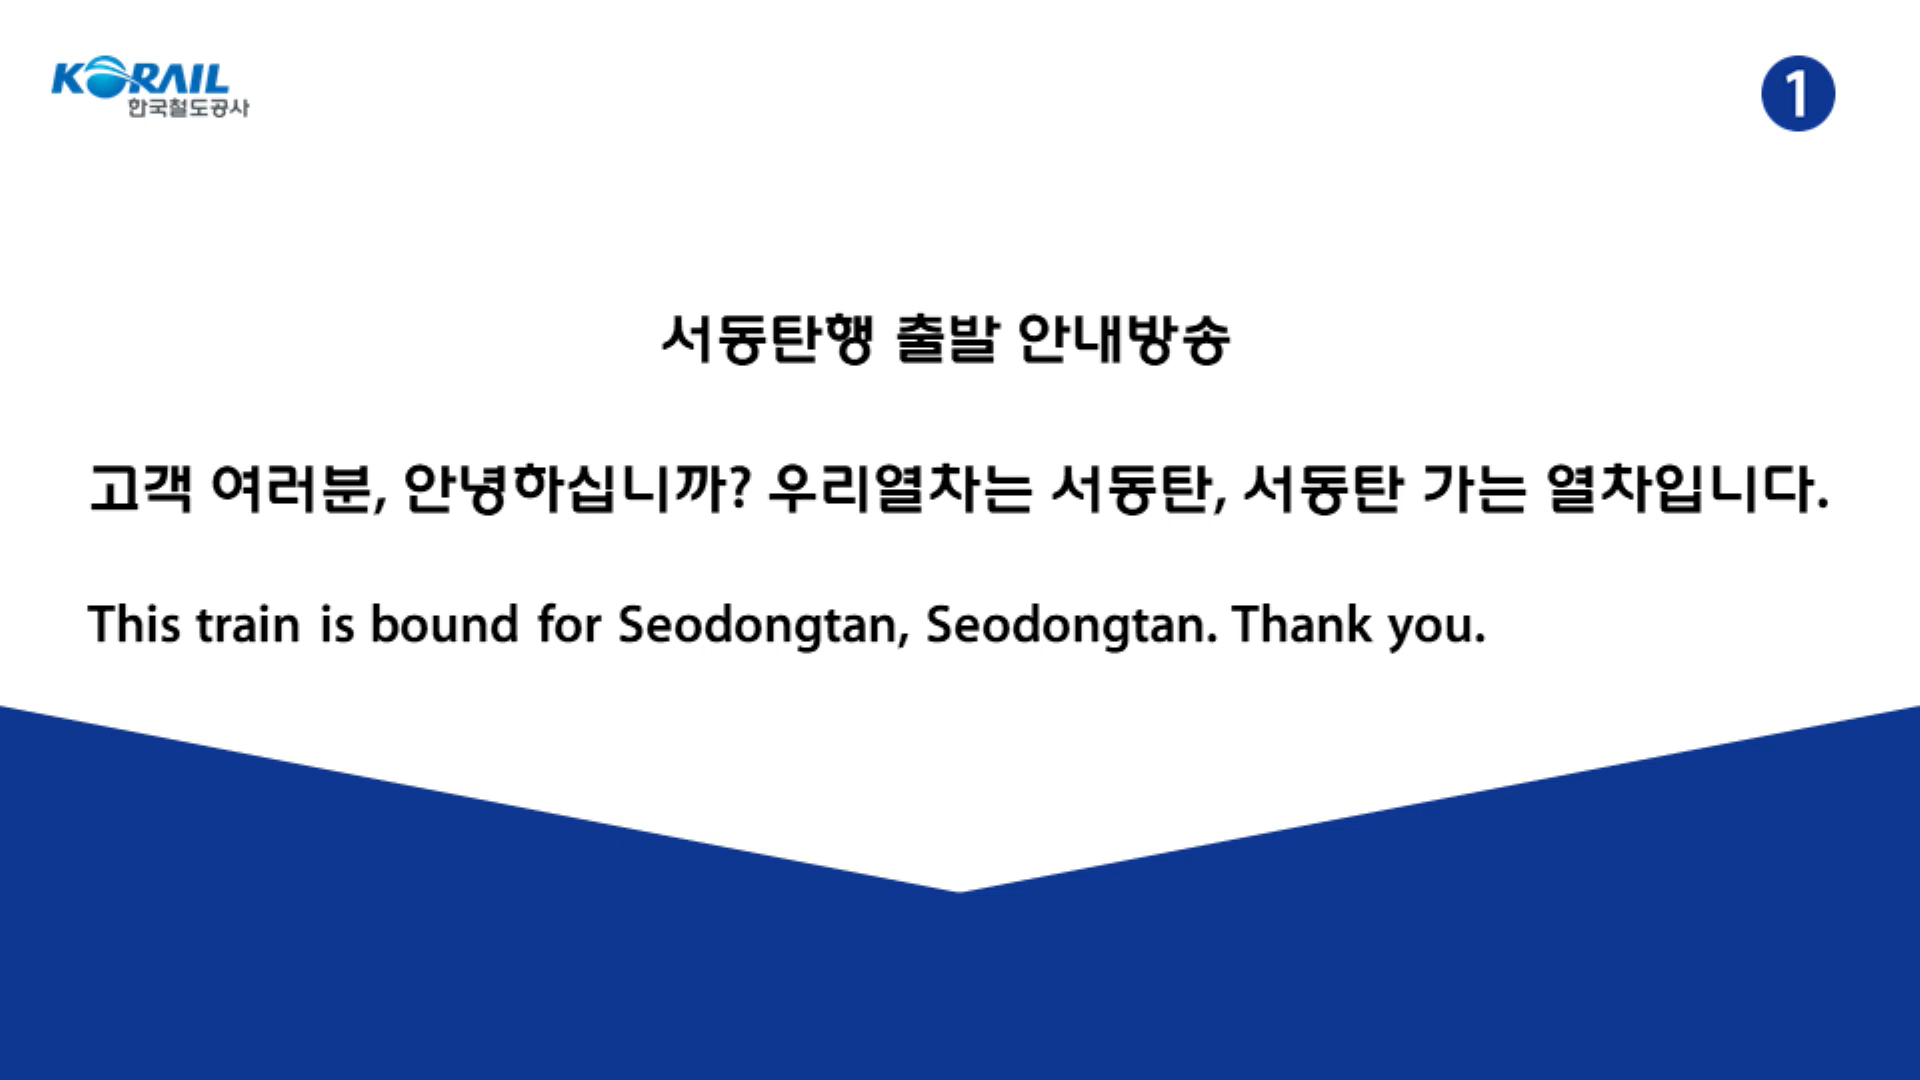 KORAIL
한국철도공사
1
서동탄행 출발 안내방송
고객 여러분, 안녕하십니까? 우리열차는 서동탄, 서동탄 가는 열차입니다.
This train is bound for Seodongtan, Seodongtan. Thank you.